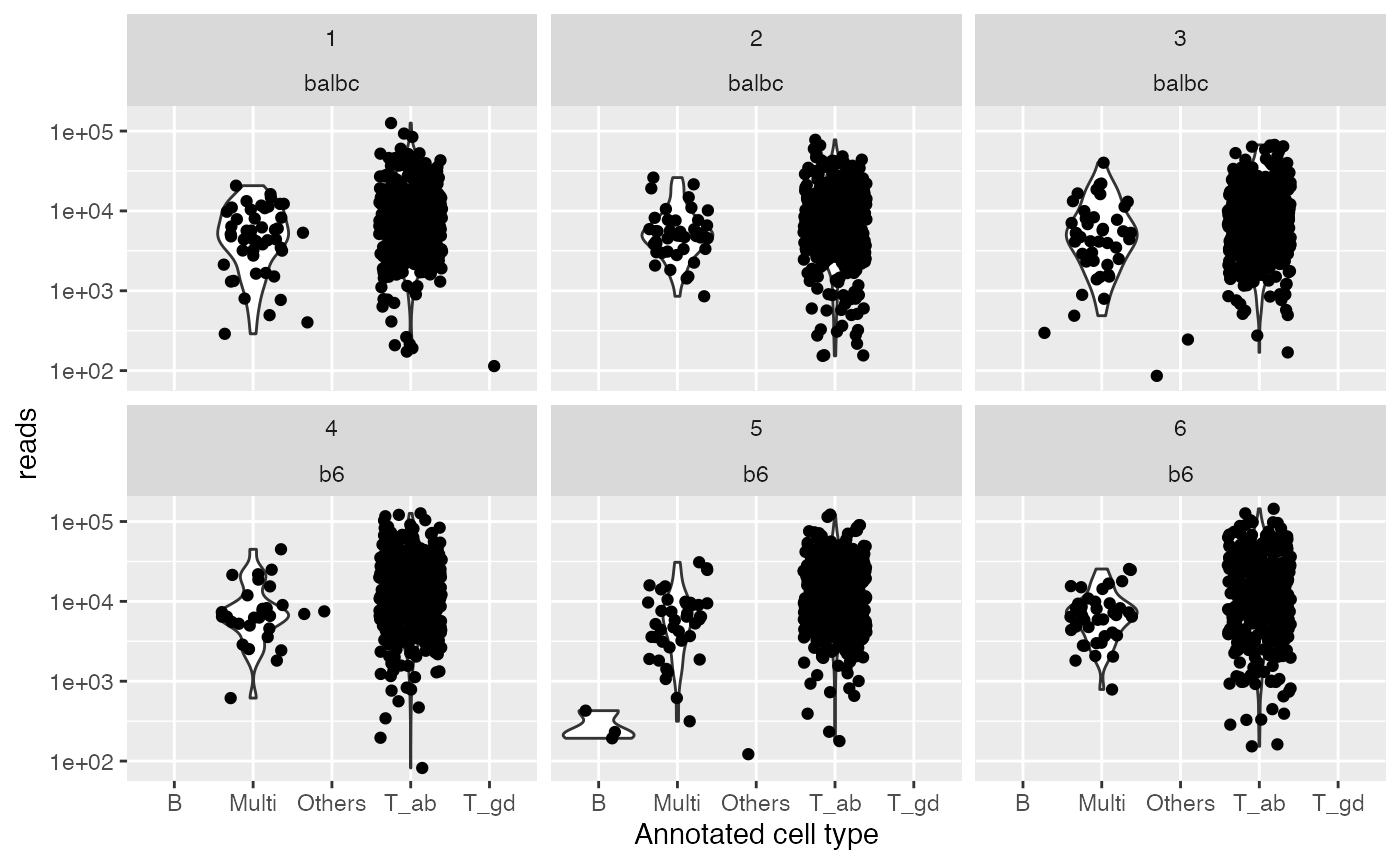 1 2 3
balbc balbc balbc
1e+05
1e+04
1e+03
1e+02
reads
4 5 6
b6 b6 b6
1e+05
1e+04
1e+03
1e+02
B Multi Others T_ab T_gd B Multi Others T_ab T_gd B Multi Others T_ab T_gd
Annotated cell type